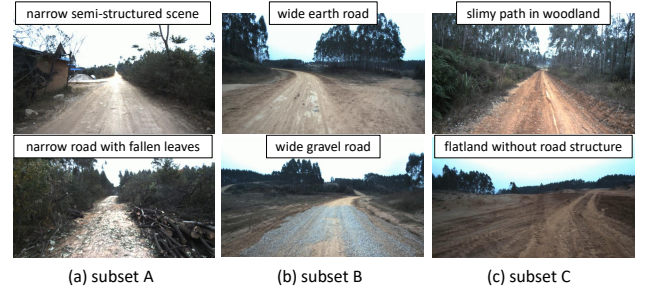 narrow semi-structured scene
wide earth road
slimy path in woodland
narrow road with fallen leaves
wide gravel road
flatland without road structure
(a) subset A
(b) subset B
(c) subset C